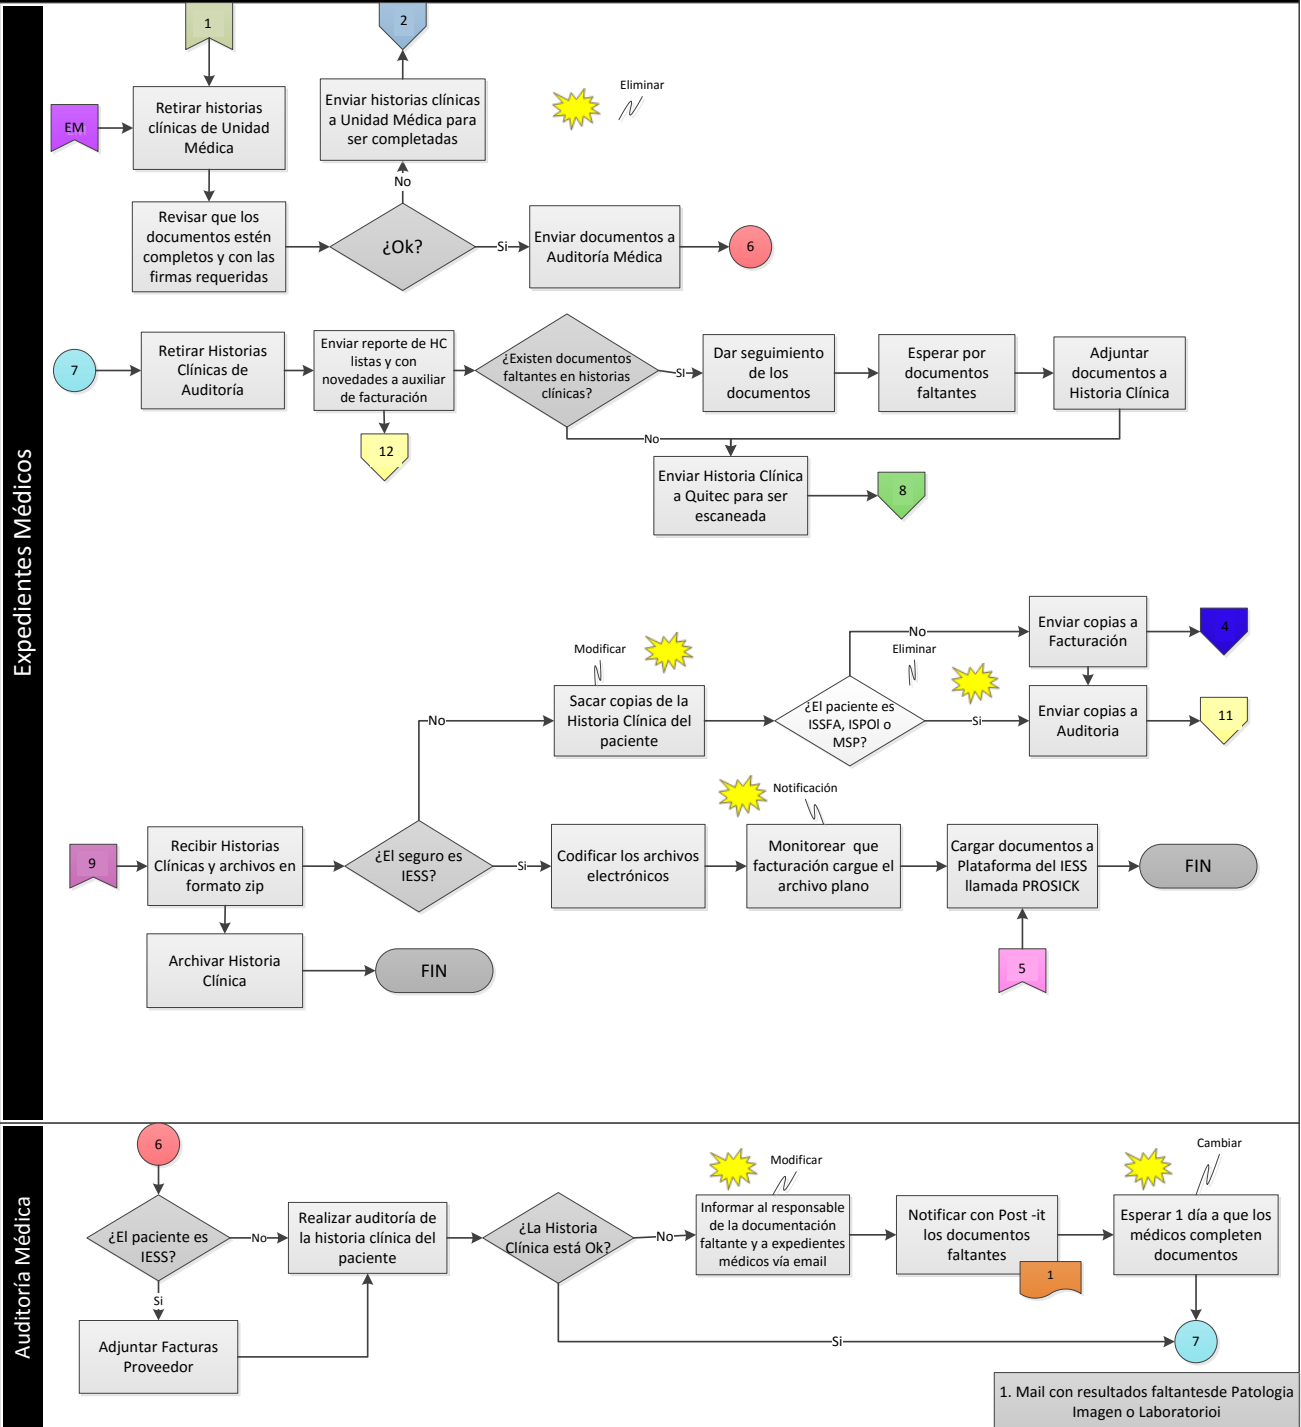 Expedientes Médicos
1
2
EM
Retirar historias
clínicas de Unidad
Médica
Enviar historias clínicas
a Unidad Médica para
ser completadas
Eliminar
No
Revisar que los
documentos estén
completos y con las
firmas requeridas
¿Ok?
Si
Enviar documentos a
Auditoría Médica
6
7
Retirar Historias
Clínicas de
Auditoría
Enviar reporte de HC
listas y con
novedades a auxiliar
de facturación
12
¿Existen documentos
faltantes en historias
clínicas?
SI
Dar seguimiento
de los
documentos
Esperar por
documentos
faltantes
Adjuntar
documentos a
Historia Clínica
No
Enviar Historia Clínica
a Quitec para ser
escaneada
8
Modificar
No
Eliminar
Enviar copias a
Facturación
4
No
Sacar copias de la
Historia Clínica del
paciente
¿El paciente es
ISSFA, ISPOl o
MSP?
Si
Enviar copias a
Auditoria
11
Notificación
9
Recibir Historias
Clínicas y archivos en
formato zip
¿El seguro es
IESS?
Si
Codificar los archivos
electrónicos
Monitorear que
facturación cargue el
archivo plano
Cargar documentos a
Plataforma del IESS
llamada PROSICK
FIN
Archivar Historia
Clínica
FIN
5
Auditoría Médica
6
¿El paciente es
IESS?
No
Si
Adjuntar Facturas
Proveedor
Realizar auditoría de
la historia clínica del
paciente
¿La Historia
Clínica está Ok?
No
Modificar
Informar al responsable
de la documentación
faltante y a expedientes
médicos vía email
Notificar con Post -it
los documentos
faltantes
1
Cambiar
Esperar 1 día a que los
médicos completen
documentos
Si
7
1. Mail con resultados faltantesde Patologia
Imagen o Laboratorioi